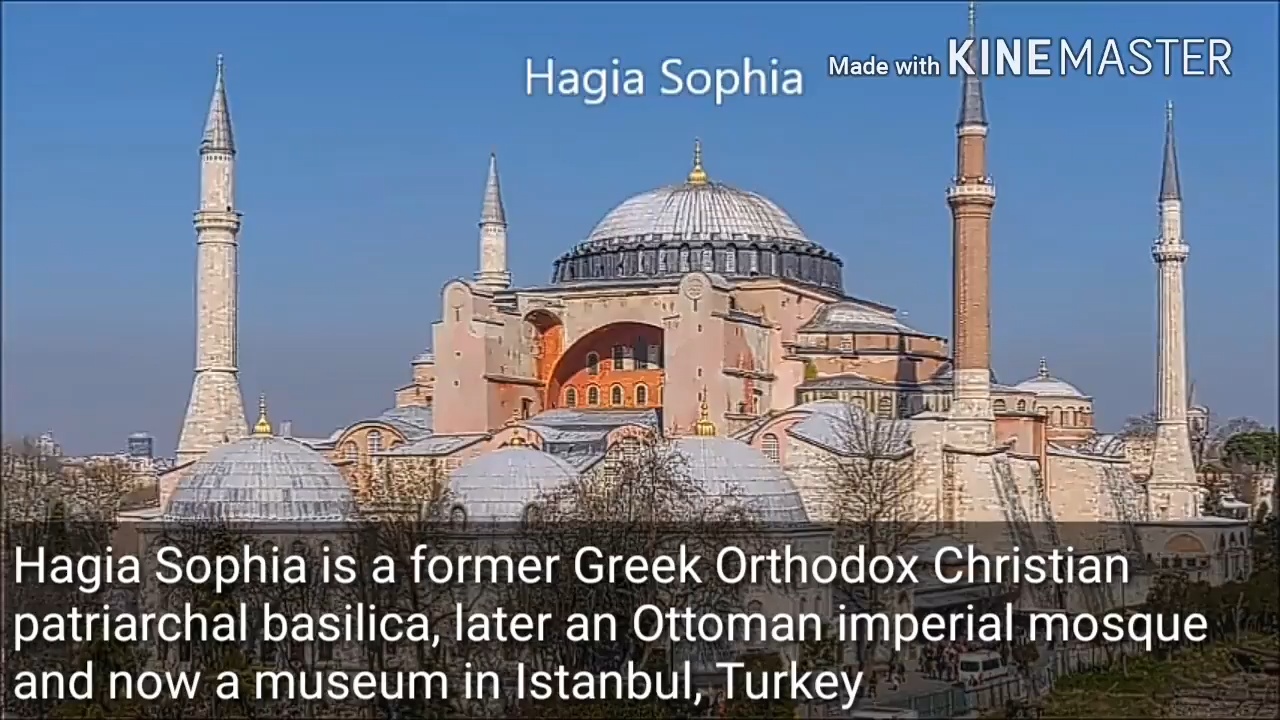 Hagia Sophia
Made with KINEMASTER
Hagia Sophia is a former Greek Orthodox Christian
patriarchal basilica, later an Ottoman imperial mosque
and now a museum in Istanbul, Turkey